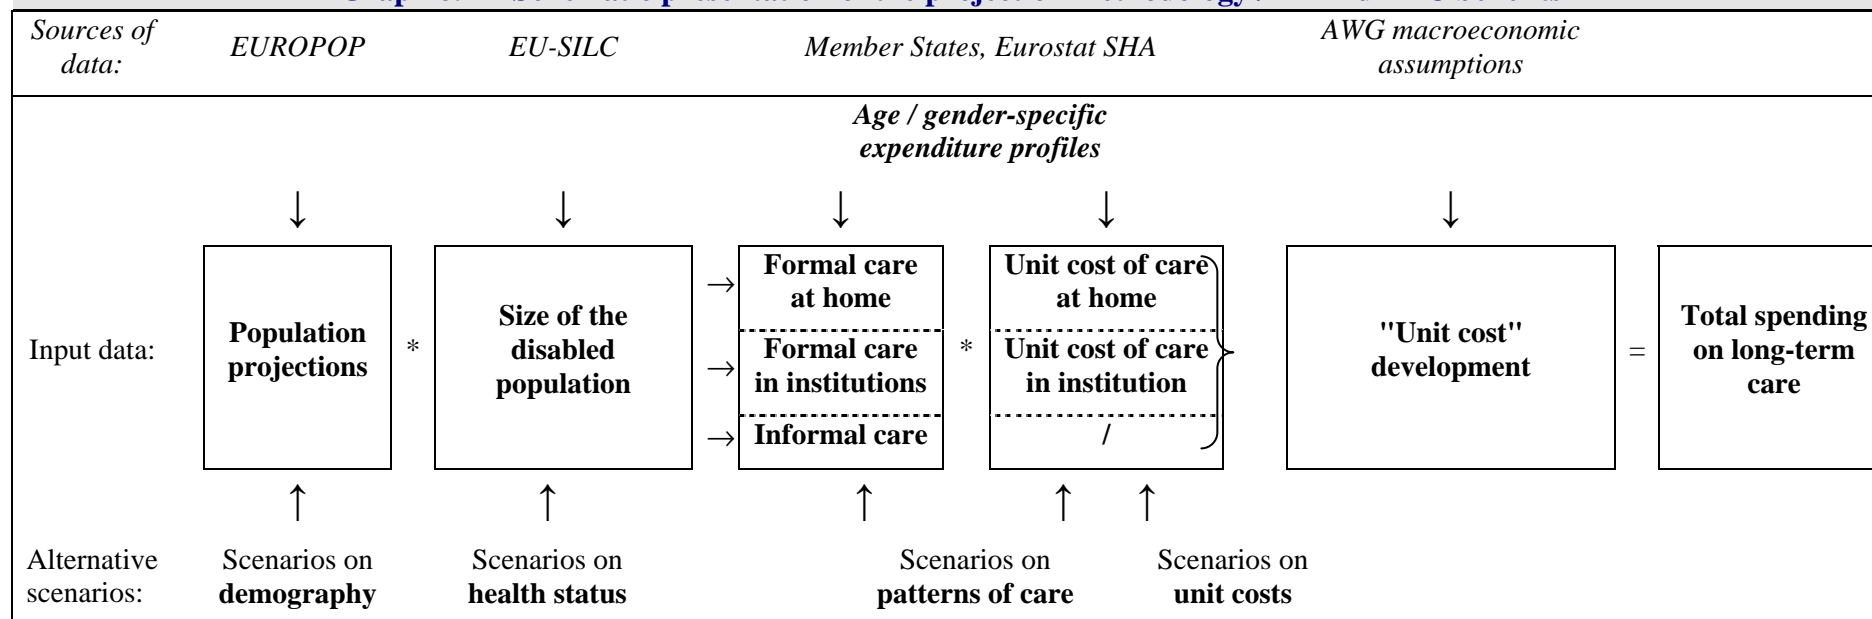 Sources of
data:
EUROPOP
EU-SILC
Member States, Eurostat SHA
AWG macroeconomic
assumptions
Age / gender-specific
expenditure profiles
↓ ↓ ↓ ↓ ↓
Input data:
Population
projections
*
Size of the
disabled
population
→ Formal care
at home
→ Formal care
in institutions
→ Informal care
*
Unit cost of care
at home
Unit cost of care
in institution
/
"Unit cost"
development
=
Total spending
on long-term
care
↑ ↑ ↑ ↑ ↑
Alternative
scenarios:
Scenarios on
demography
Scenarios on
health status
Scenarios on
patterns of care
Scenarios on
unit costs